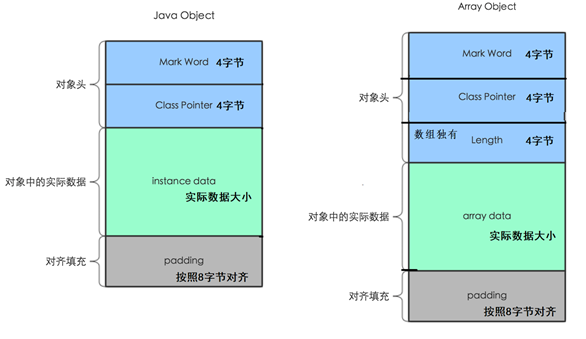 Java Object
Mark Word 4字节
对象头
Class Pointer 4字节
instance data
对象中的实际数据
实际数据大小
padding
对齐填充
按照8字节对齐
Array Object
Mark Word 4字节
对象头
Class Pointer 4字节
数组独有
Length 4字节
array data
对象中的实际数据
实际数据大小
padding
对齐填充
按照8字节对齐